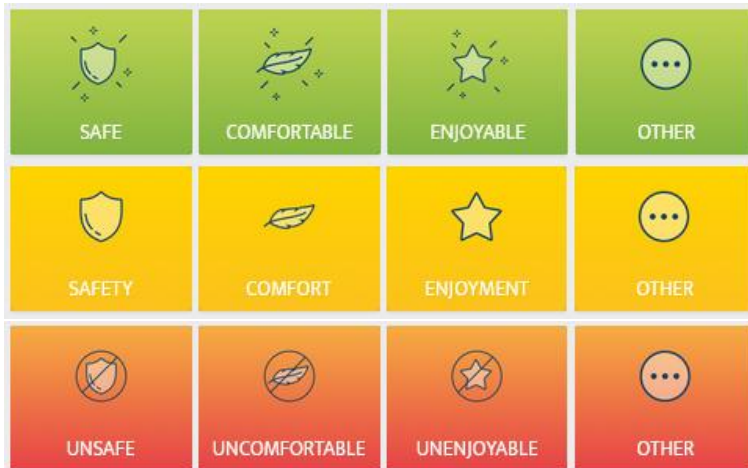 SAFE COMFORTABLE ENJOYABLE OTHER
SAFETY COMFORT ENJOYMENT OTHER
UNSAFE UNCOMFORTABLE UNENJOYABLE OTHER